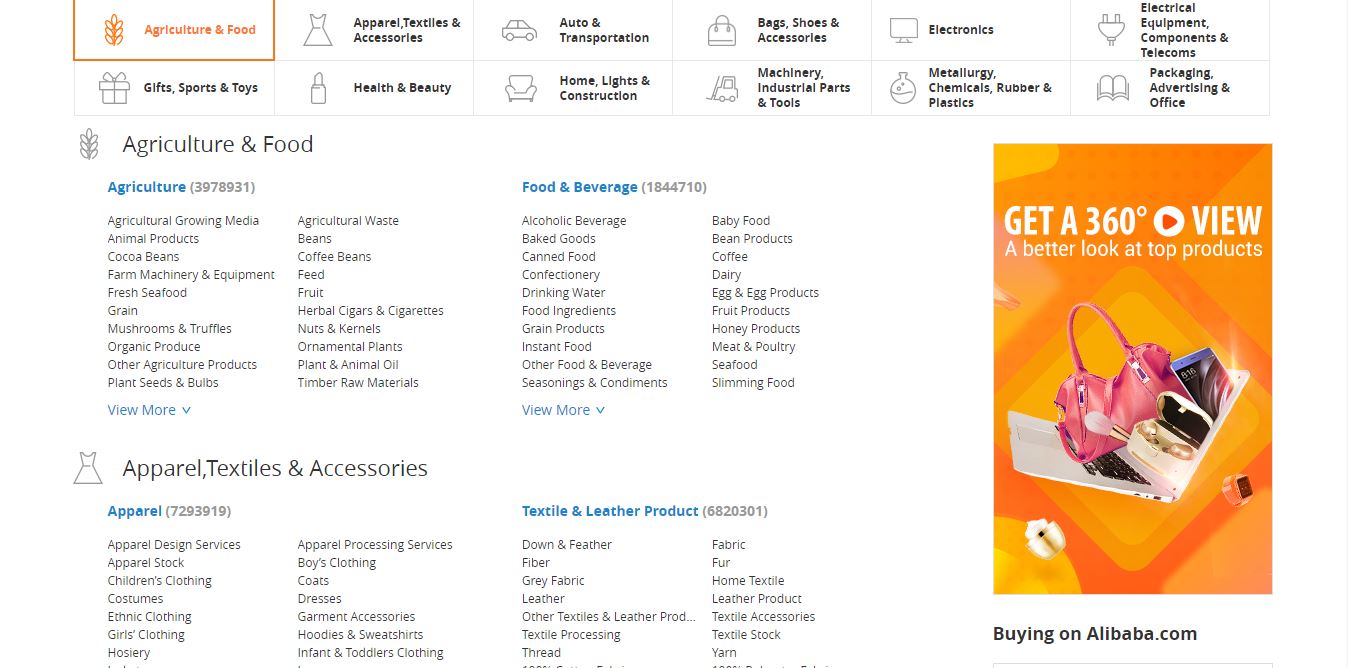 Agriculture & Food
Apparel,Textiles &
Accessories
Auto &
Transportation
Bags, Shoes &
Accessories
Electronics
Electrical
Equipment,
Components &
Telecoms
Gifts, Sports & Toys
Health & Beauty
Home, Lights &
Construction
Machinery,
Industrial Parts
& Tools
Metallurgy,
Chemicals, Rubber &
Plastics
Packaging,
Advertising &
Office
Agriculture & Food
Agriculture (3978931)
Agricultural Growing Media
Animal Products
Cocoa Beans
Farm Machinery & Equipment
Fresh Seafood
Grain
Mushrooms & Truffles
Organic Produce
Other Agriculture Products
Plant Seeds & Bulbs
Agricultural Waste
Beans
Coffee Beans
Feed
Fruit
Herbal Cigars & Cigarettes
Nuts & Kernels
Ornamental Plants
Plant & Animal Oil
Timber Raw Materials
View More
Food & Beverage (1844710)
Alcoholic Beverage
Baked Goods
Canned Food
Confectionery
Drinking Water
Food Ingredients
Grain Products
Instant Food
Other Food & Beverage
Seasonings & Condiments
Baby Food
Bean Products
Coffee
Dairy
Egg & Egg Products
Fruit Products
Honey Products
Meat & Poultry
Seafood
Slimming Food
View More
Apparel,Textiles & Accessories
Apparel (7293919)
Apparel Design Services
Apparel Stock
Children's Clothing
Costumes
Ethnic Clothing
Girls' Clothing
Hosiery
Apparel Processing Services
Boy's Clothing
Coats
Dresses
Garment Accessories
Hoodies & Sweatshirts
Infant & Toddlers Clothing
Textile & Leather Product (6820301)
Down & Feather
Fiber
Grey Fabric
Leather
Other Textiles & Leather Prod...
Textile Processing
Thread
Fabric
Fur
Home Textile
Leather Product
Textile Accessories
Textile Stock
Yarn
GET A 360° VIEW
A better look at top products
8:16
Buying on Alibaba.com